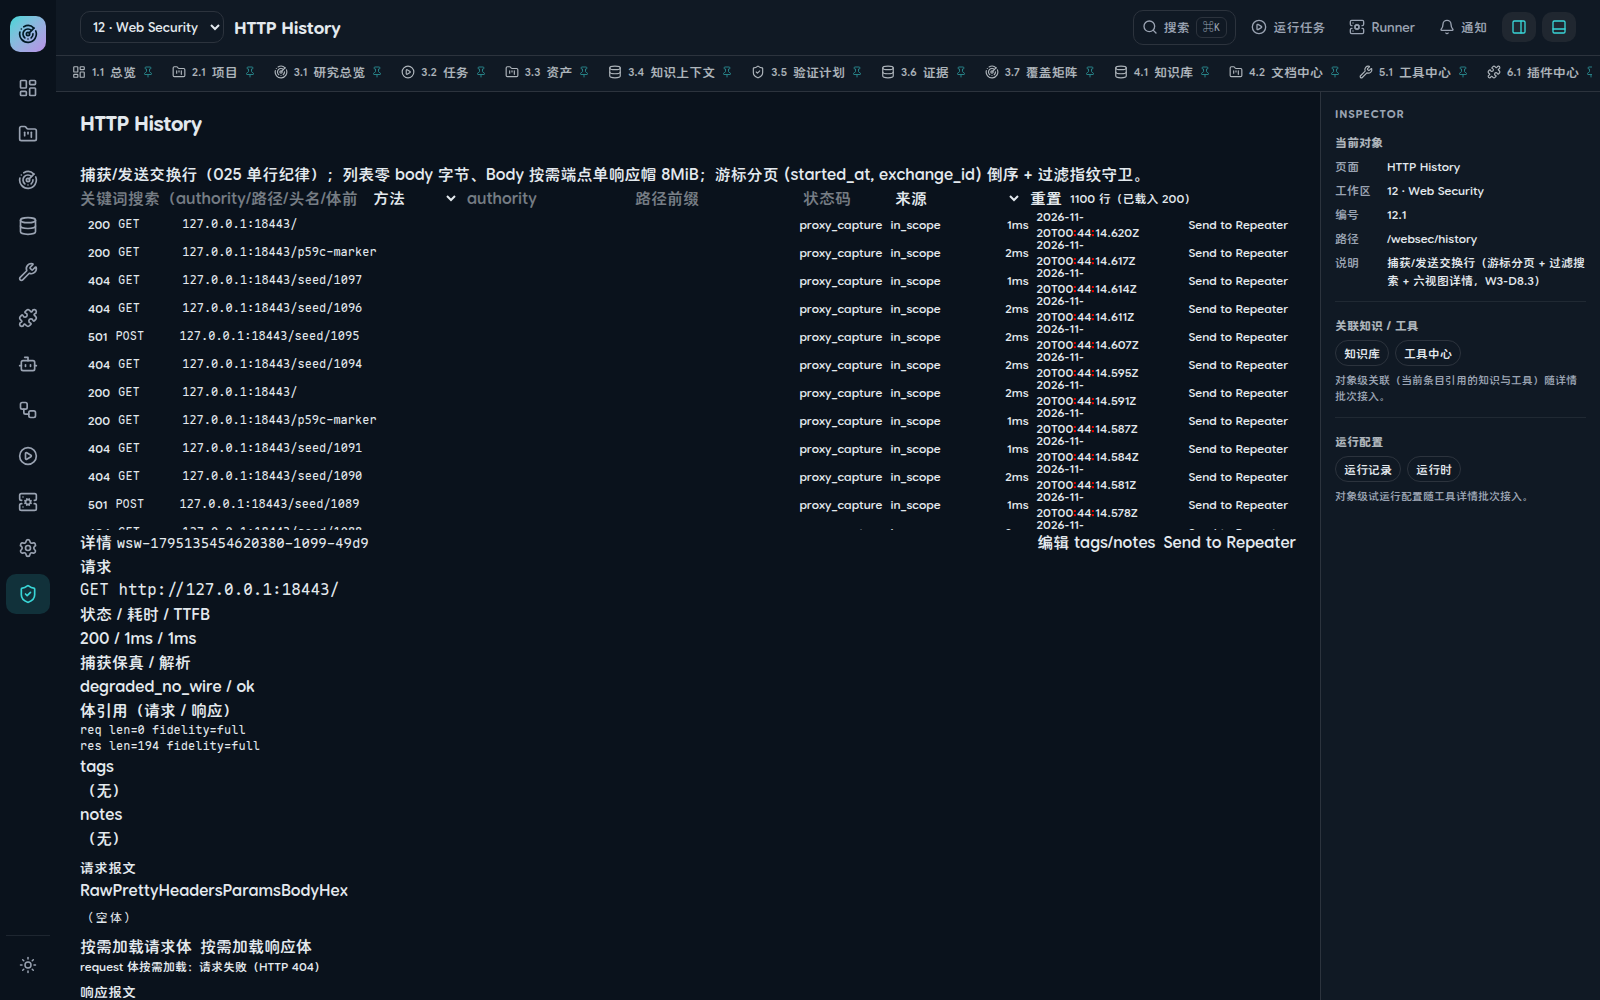 12 · Web Security HTTP History 搜索 ⌘K 运行任务 Runner 通知
1.1 总览 2.1 项目 3.1 研究总览 3.2 任务 3.3 资产 3.4 知识上下文 3.5 验证计划 3.6 证据 3.7 覆盖矩阵 4.1 知识库 4.2 文档中心 5.1 工具中心 6.1 插件中心
HTTP History
捕获/发送交换行（025 单行纪律）；列表零 body 字节、Body 按需端点单响应帽 8MiB；游标分页 (started_at, exchange_id) 倒序 + 过滤指纹守卫。
关键词搜索（authority/路径/头名/体前 方法 authority 路径前缀 状态码 来源 重置 1100 行（已载入 200）
200 GET 127.0.0.1:18443/ proxy_capture in_scope 1ms 2026-11-20T00:44:14.620Z Send to Repeater
200 GET 127.0.0.1:18443/p59c-marker proxy_capture in_scope 2ms 2026-11-20T00:44:14.617Z Send to Repeater
404 GET 127.0.0.1:18443/seed/1097 proxy_capture in_scope 1ms 2026-11-20T00:44:14.614Z Send to Repeater
404 GET 127.0.0.1:18443/seed/1096 proxy_capture in_scope 2ms 2026-11-20T00:44:14.611Z Send to Repeater
501 POST 127.0.0.1:18443/seed/1095 proxy_capture in_scope 2ms 2026-11-20T00:44:14.607Z Send to Repeater
404 GET 127.0.0.1:18443/seed/1094 proxy_capture in_scope 2ms 2026-11-20T00:44:14.595Z Send to Repeater
200 GET 127.0.0.1:18443/ proxy_capture in_scope 2ms 2026-11-20T00:44:14.591Z Send to Repeater
200 GET 127.0.0.1:18443/p59c-marker proxy_capture in_scope 1ms 2026-11-20T00:44:14.587Z Send to Repeater
404 GET 127.0.0.1:18443/seed/1091 proxy_capture in_scope 1ms 2026-11-20T00:44:14.584Z Send to Repeater
404 GET 127.0.0.1:18443/seed/1090 proxy_capture in_scope 2ms 2026-11-20T00:44:14.581Z Send to Repeater
501 POST 127.0.0.1:18443/seed/1089 proxy_capture in_scope 1ms 2026-11-20T00:44:14.578Z Send to Repeater
2026-11-
详情 wsw-1795135454620380-1099-49d9 编辑 tags/notes Send to Repeater
请求
GET http://127.0.0.1:18443/
状态 / 耗时 / TTFB
200 / 1ms / 1ms
捕获保真 / 解析
degraded_no_wire / ok
体引用（请求 / 响应）
req len=0 fidelity=full
res len=194 fidelity=full
tags
（无）
notes
（无）
请求报文
RawPrettyHeadersParamsBodyHex
（空体）
按需加载请求体 按需加载响应体
request 体按需加载：请求失败（HTTP 404）
响应报文
INSPECTOR
当前对象
页面 HTTP History
工作区 12 · Web Security
编号 12.1
路径 /websec/history
说明 捕获/发送交换行（游标分页 + 过滤搜
索 + 六视图详情，W3-D8.3）
关联知识 / 工具
知识库 工具中心
对象级关联（当前条目引用的知识与工具）随详情
批次接入。
运行配置
运行记录 运行时
对象级试运行配置随工具详情批次接入。